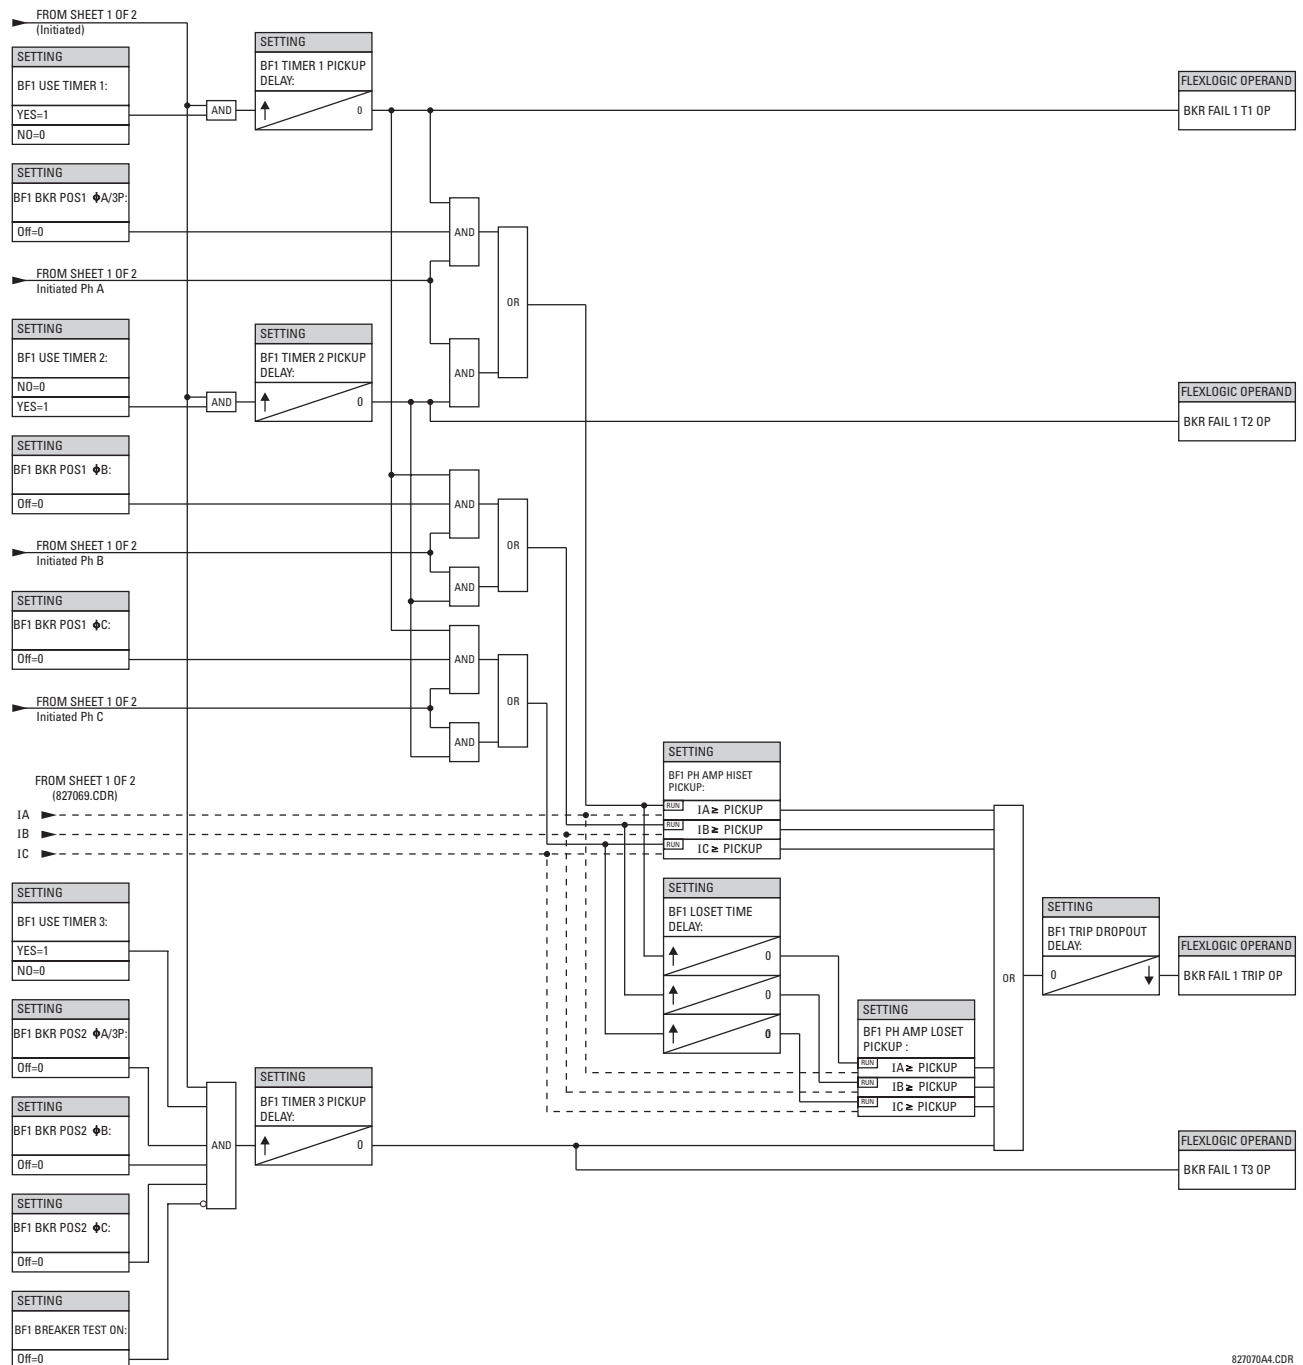 FROM SHEET 1 OF 2
(Initiated)
SETTING
BF1 USE TIMER 1:
YES=1
NO=0
AND
SETTING
BF1 TIMER 1 PICKUP
DELAY:
0
FLEXLOGIC OPERAND
BKR FAIL 1 T1 OP
SETTING
BF1 BKR POS1 ϕA/3P:
Off=0
AND
FROM SHEET 1 OF 2
Initiated Ph A
OR
SETTING
BF1 USE TIMER 2:
NO=0
YES=1
AND
SETTING
BF1 TIMER 2 PICKUP
DELAY:
0
AND
FLEXLOGIC OPERAND
BKR FAIL 1 T2 OP
SETTING
BF1 BKR POS1 ϕB:
Off=0
AND
FROM SHEET 1 OF 2
Initiated Ph B
OR
AND
SETTING
BF1 BKR POS1 ϕC:
Off=0
AND
FROM SHEET 1 OF 2
Initiated Ph C
OR
AND
FROM SHEET 1 OF 2
(827069.CDR)
IA
IB
IC
SETTING
BF1 PH AMP HISET
PICKUP:
RUN IA ≥ PICKUP
RUN IB ≥ PICKUP
RUN IC ≥ PICKUP
SETTING
BF1 LOSET TIME
DELAY:
0
0
0
SETTING
BF1 PH AMP LOSET
PICKUP :
RUN IA ≥ PICKUP
RUN IB ≥ PICKUP
RUN IC ≥ PICKUP
OR
SETTING
BF1 TRIP DROPOUT
DELAY:
0
FLEXLOGIC OPERAND
BKR FAIL 1 TRIP OP
SETTING
BF1 USE TIMER 3:
YES=1
NO=0
SETTING
BF1 BKR POS2 ϕA/3P:
Off=0
SETTING
BF1 BKR POS2 ϕB:
Off=0
AND
SETTING
BF1 TIMER 3 PICKUP
DELAY:
0
FLEXLOGIC OPERAND
BKR FAIL 1 T3 OP
SETTING
BF1 BKR POS2 ϕC:
Off=0
SETTING
BF1 BREAKER TEST ON:
Off=0
827070A4.CDR